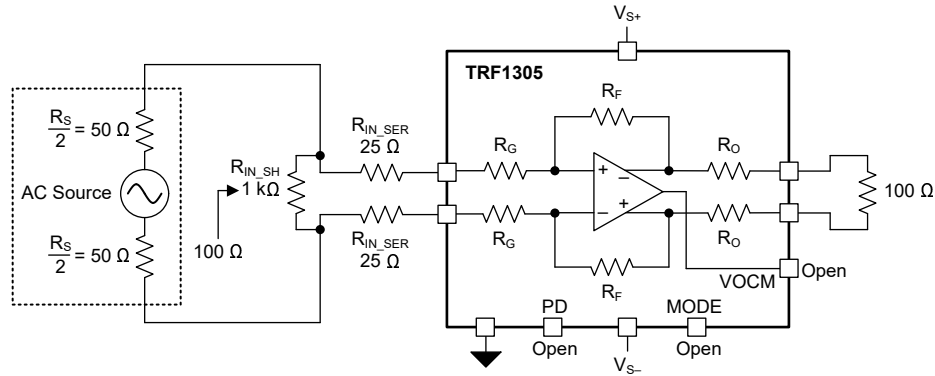 V_S+
TRF1305
R_F
R_S/2 = 50 Ω
R_IN_SER
25 Ω
R_G
R_O
R_IN_SH
1 kΩ
AC Source
100 Ω
100 Ω
R_S/2 = 50 Ω
R_IN_SER
25 Ω
R_G
R_O
R_F
VOCM
Open
PD
Open
MODE
Open
V_S–